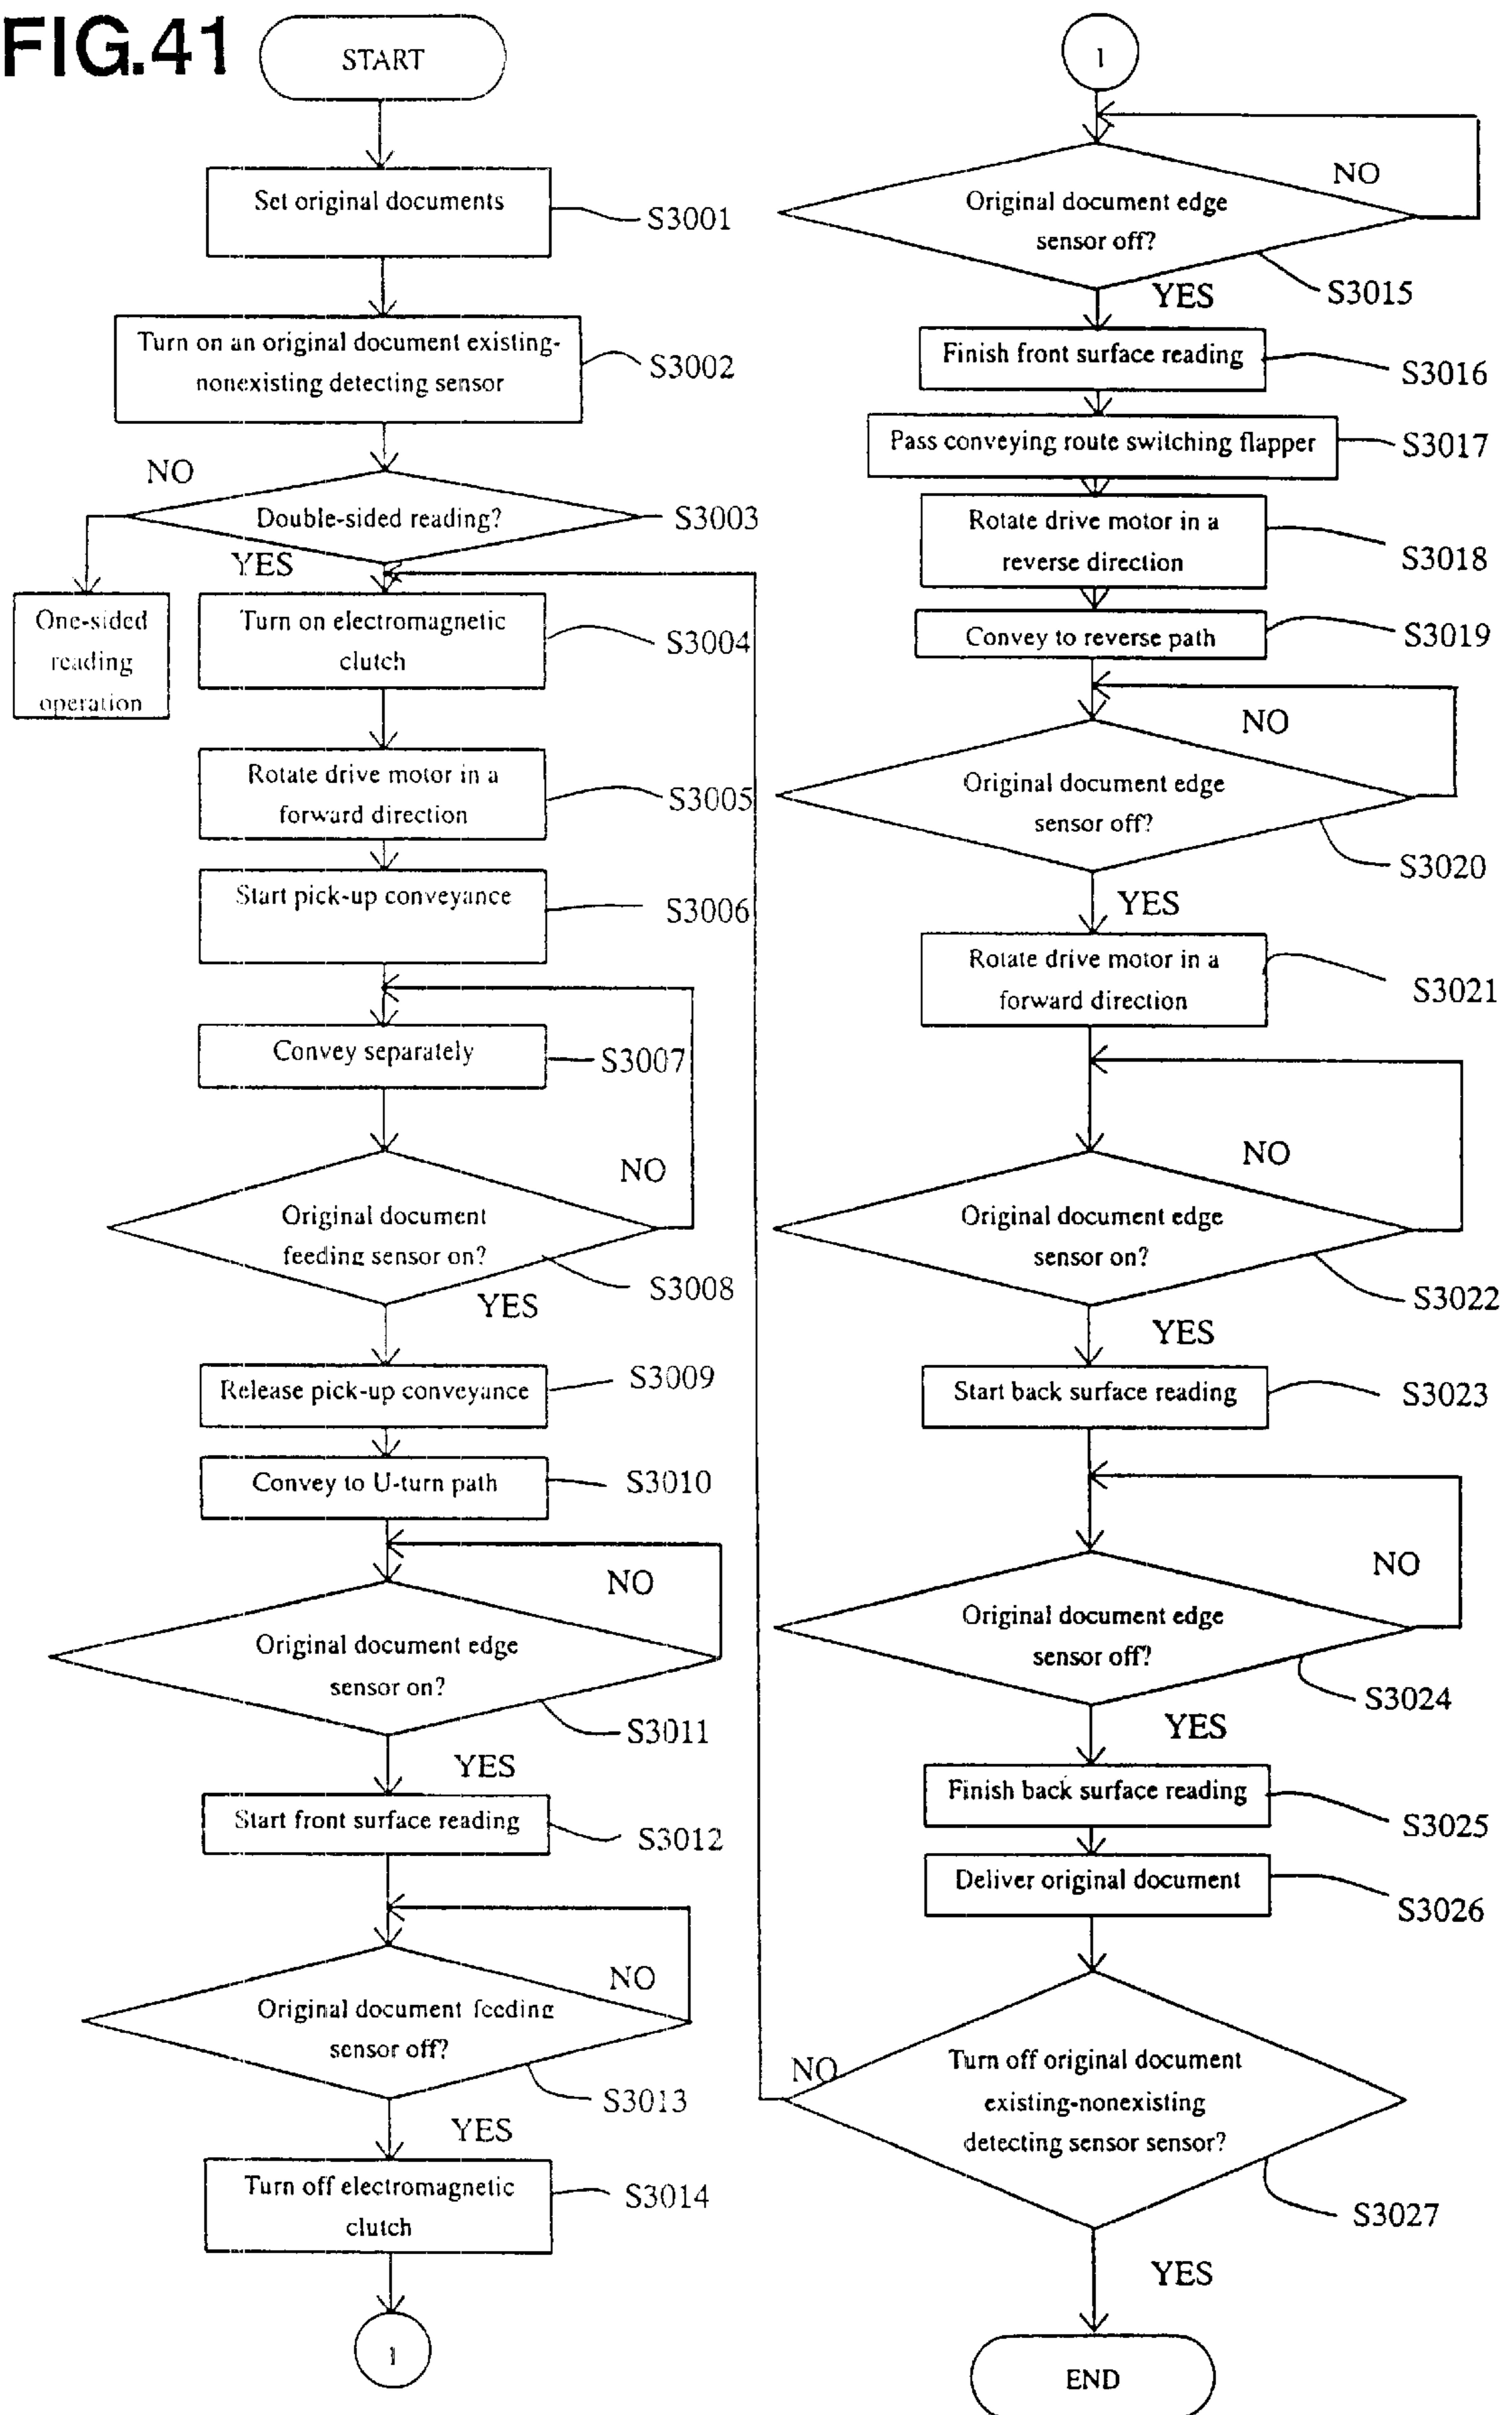 FIG.41
START
Set original documents
S3001
Turn on an original document existing-
nonexisting detecting sensor
S3002
NO
Double-sided reading?
S3003
YES
One-sided
reading
operation
Turn on electromagnetic
clutch
S3004
Rotate drive motor in a
forward direction
S3005
Start pick-up conveyance
S3006
Convey separately
S3007
NO
Original document
feeding sensor on?
S3008
YES
Release pick-up conveyance
S3009
Convey to U-turn path
S3010
NO
Original document edge
sensor on?
S3011
YES
Start front surface reading
S3012
NO
Original document feeding
sensor off?
S3013
YES
Turn off electromagnetic
clutch
S3014
1
1
NO
Original document edge
sensor off?
S3015
YES
Finish front surface reading
S3016
Pass conveying route switching flapper
S3017
Rotate drive motor in a
reverse direction
S3018
Convey to reverse path
S3019
NO
Original document edge
sensor off?
S3020
YES
Rotate drive motor in a
forward direction
S3021
NO
Original document edge
sensor on?
S3022
YES
Start back surface reading
S3023
NO
Original document edge
sensor off?
S3024
YES
Finish back surface reading
S3025
Deliver original document
S3026
NO
Turn off original document
existing-nonexisting
detecting sensor sensor?
S3027
YES
END